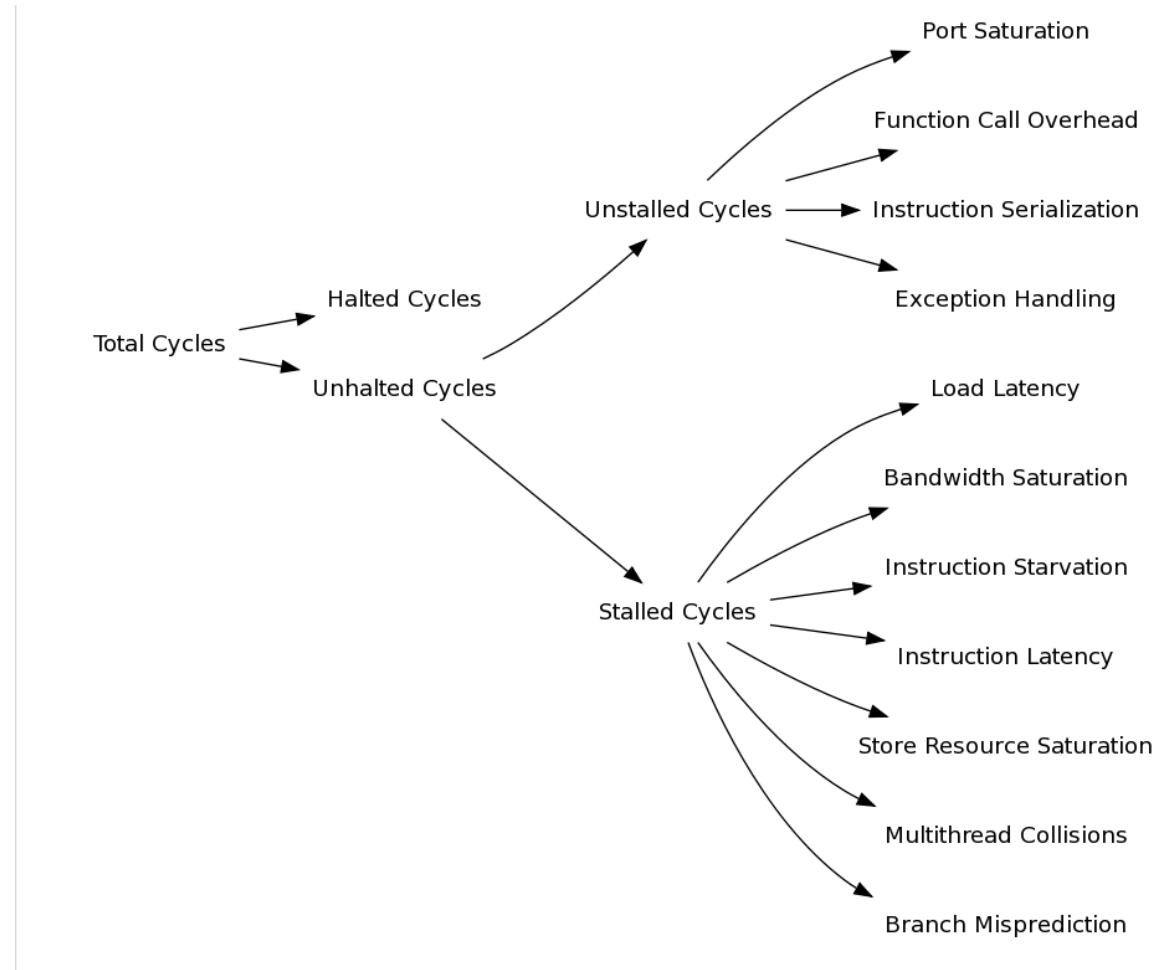 Port Saturation
Function Call Overhead
Unstalled Cycles
Instruction Serialization
Halted Cycles
Exception Handling
Total Cycles
Unhalted Cycles
Load Latency
Bandwidth Saturation
Instruction Starvation
Stalled Cycles
Instruction Latency
Store Resource Saturation
Multithread Collisions
Branch Misprediction